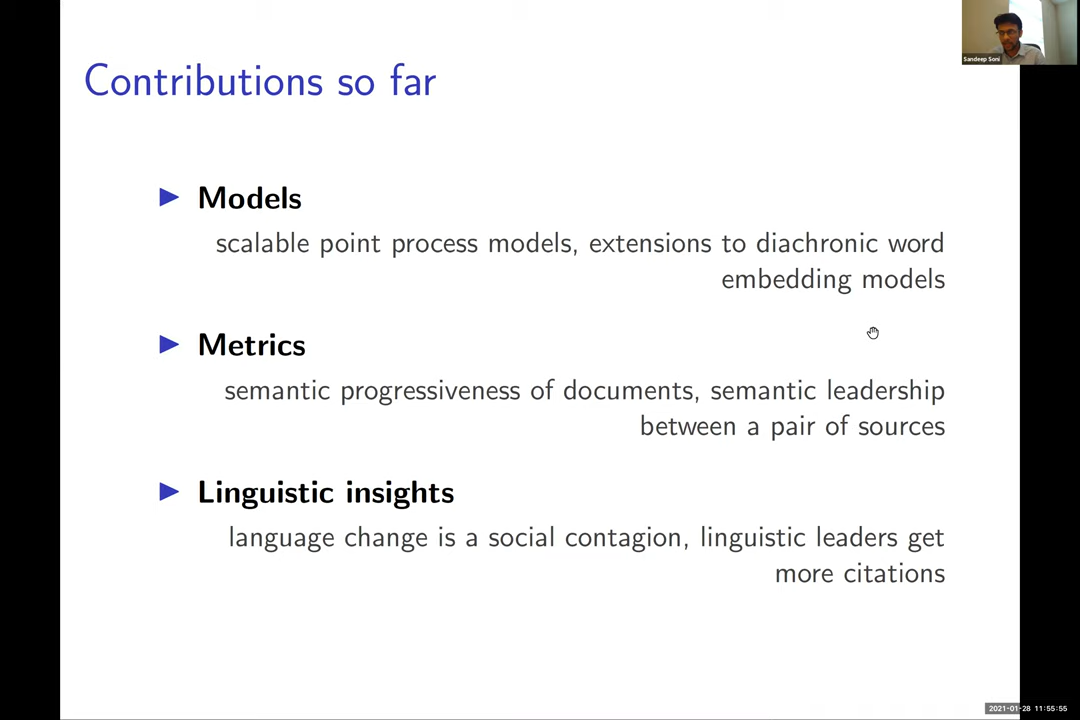 Contributions so far
Models
scalable point process models, extensions to diachronic word
embedding models
Metrics
semantic progressiveness of documents, semantic leadership
between a pair of sources
Linguistic insights
language change is a social contagion, linguistic leaders get
more citations
Sandeep Soni
2021-01-28 11:55:55